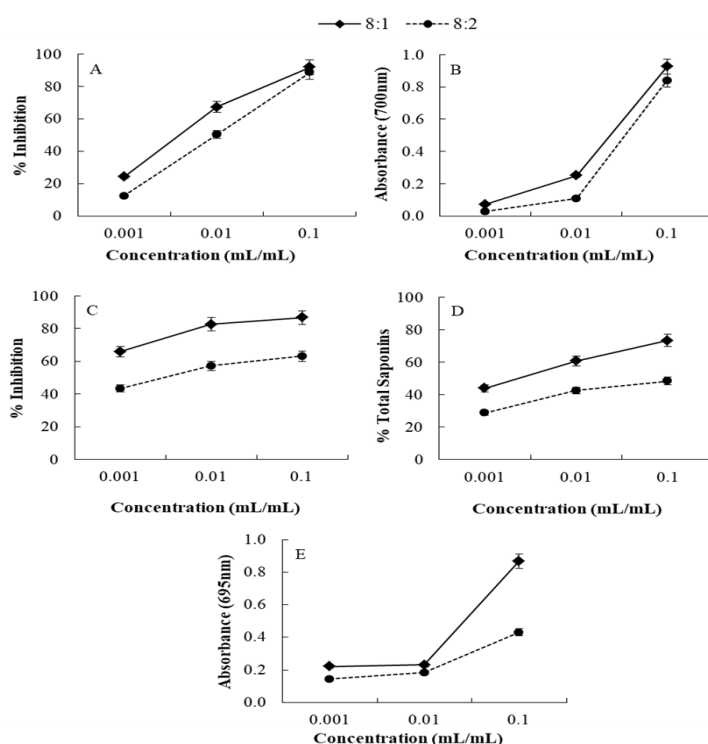 8:1 8:2
A
% Inhibition
100
80
60
40
20
0
0.001 0.01 0.1
Concentration (mL/mL)
B
Absorbance (700nm)
1.0
0.8
0.6
0.4
0.2
0.0
0.001 0.01 0.1
Concentration (mL/mL)
C
% Inhibition
100
80
60
40
20
0
0.001 0.01 0.1
Concentration (mL/mL)
D
% Total Saponins
100
80
60
40
20
0
0.001 0.01 0.1
Concentration (mL/mL)
E
Absorbance (695nm)
1.0
0.8
0.6
0.4
0.2
0.0
0.001 0.01 0.1
Concentration (mL/mL)